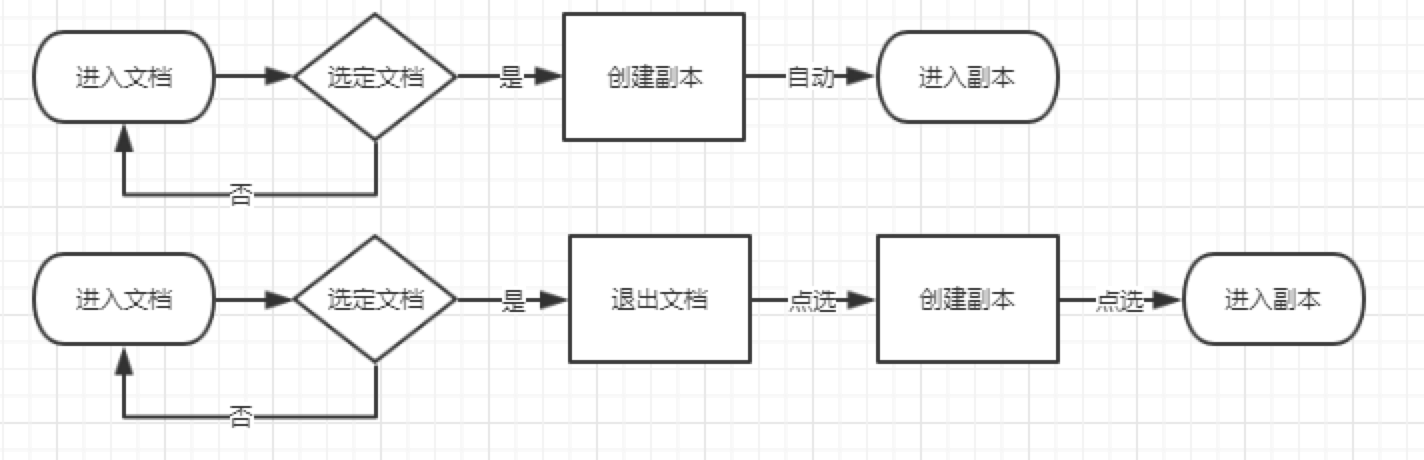 进入文档
选定文档
是
创建副本
自动
进入副本
否
进入文档
选定文档
是
退出文档
点选
创建副本
点选
进入副本
否